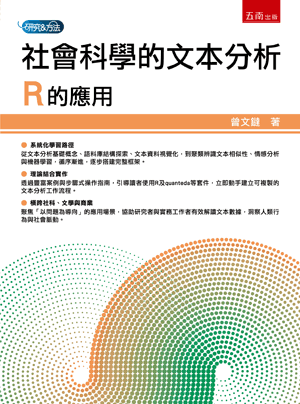 研究&方法
五南出版
社會科學的文本分析
R的應用
曾文鐽 著
● 系統化學習路徑
從文本分析基礎概念、語料庫結構探索、文本資料視覺化，到聚類辨識文本相似性、情感分析
與機器學習，循序漸進，逐步搭建完整框架。
● 理論結合實作
透過豐富案例與步驟式操作指南，引導讀者使用R及quanteda等套件，立即動手建立可複製的
文本分析工作流程。
● 橫跨社科、文學與商業
聚焦「以問題為導向」的應用場景，協助研究者與實務工作者有效解讀文本數據，洞察人類行
為與社會脈動。